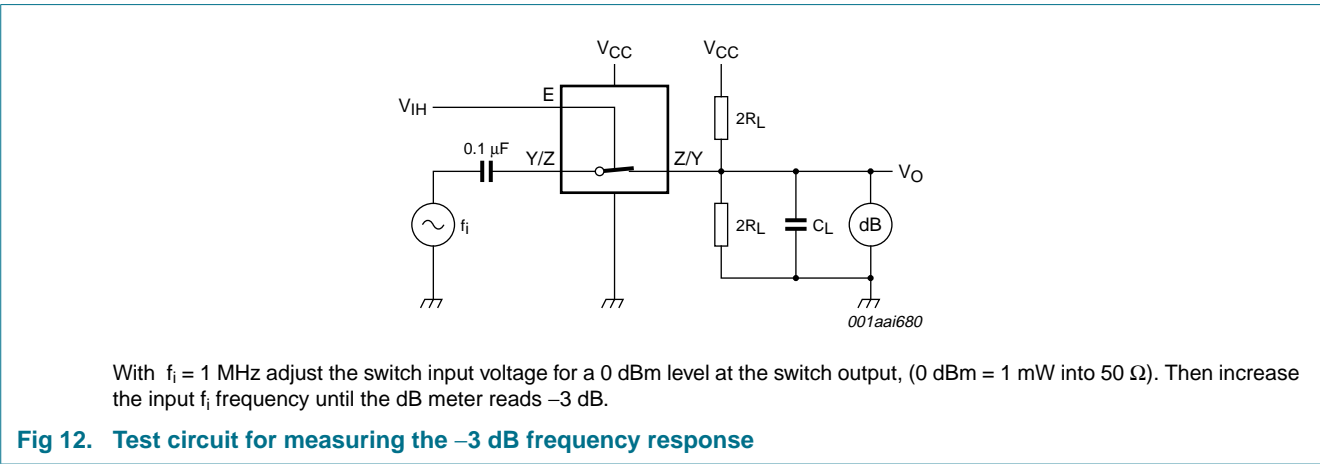 VCC VCC
E
VIH
2RL
0.1 μF Y/Z Z/Y
VO
fi 2RL CL dB
001aai680
With fi = 1 MHz adjust the switch input voltage for a 0 dBm level at the switch output, (0 dBm = 1 mW into 50 Ω). Then increase
the input fi frequency until the dB meter reads −3 dB.
Fig 12. Test circuit for measuring the −3 dB frequency response